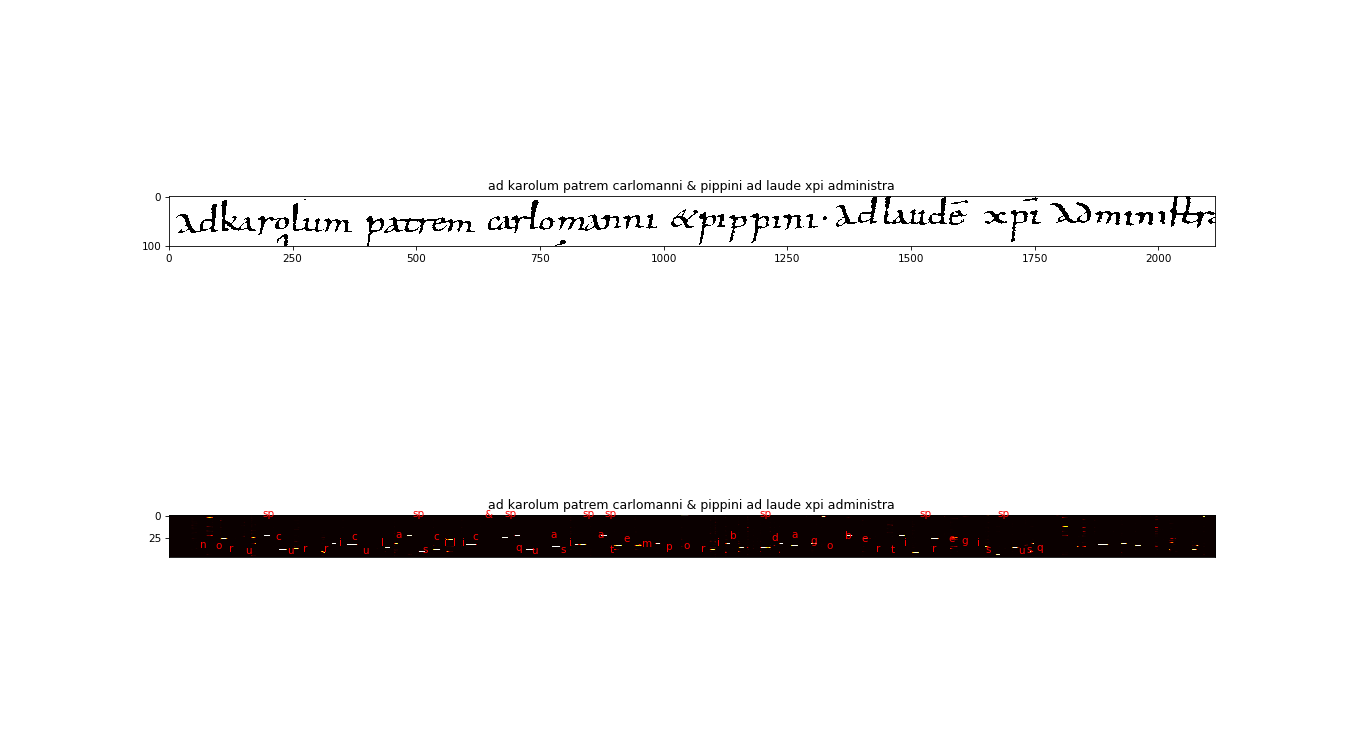 ad karolum patrem carlomanni & pippini ad laude xpi administra
0
adkarolum patrem carlomanni &pippini· adlaudē xpi administra
100
0 250 500 750 1000 1250 1500 1750 2000
ad karolum patrem carlomanni & pippini ad laude xpi administra
0
sp sp & sp sp sp sp sp sp
n o r u c u r r i c u i a s c r i c q u a s i a t e m p o r i b d a g o b e r t i r e g i s u s q
25